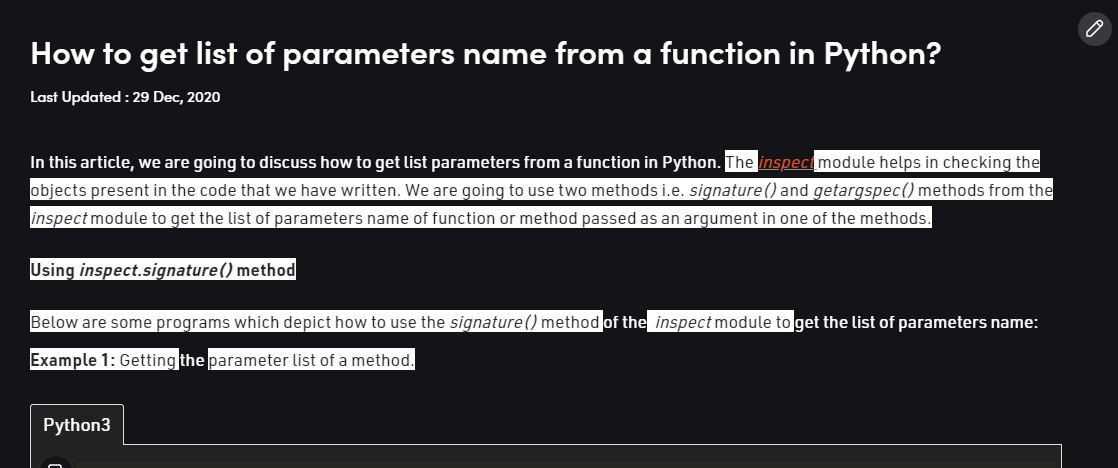 How to get list of parameters name from a function in Python?
Last Updated : 29 Dec, 2020
In this article, we are going to discuss how to get list parameters from a function in Python. The inspect module helps in checking the
objects present in the code that we have written. We are going to use two methods i.e. signature() and getargspec() methods from the
inspect module to get the list of parameters name of function or method passed as an argument in one of the methods.
Using inspect.signature() method
Below are some programs which depict how to use the signature() method of the inspect module to get the list of parameters name:
Example 1: Getting the parameter list of a method.
Python3